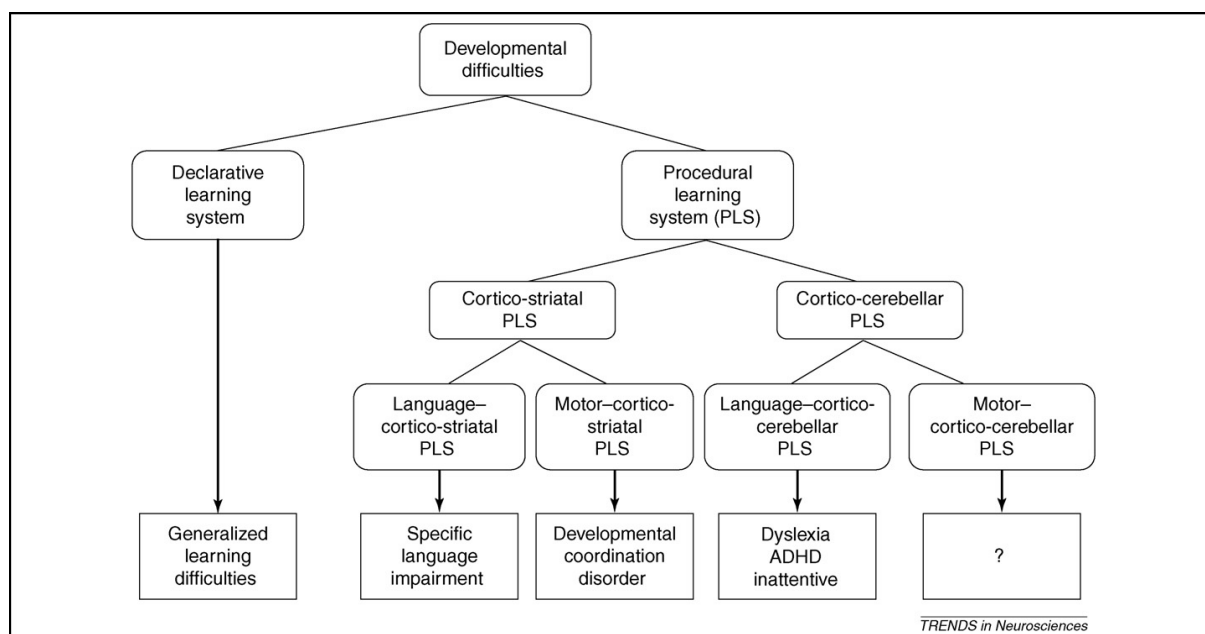 Developmental
difficulties
Declarative
learning
system
Procedural
learning
system (PLS)
Cortico-striatal
PLS
Cortico-cerebellar
PLS
Language–
cortico-striatal
PLS
Motor–cortico-
striatal
PLS
Language–cortico-
cerebellar
PLS
Motor–
cortico-cerebellar
PLS
Generalized
learning
difficulties
Specific
language
impairment
Developmental
coordination
disorder
Dyslexia
ADHD
inattentive
?
TRENDS in Neurosciences